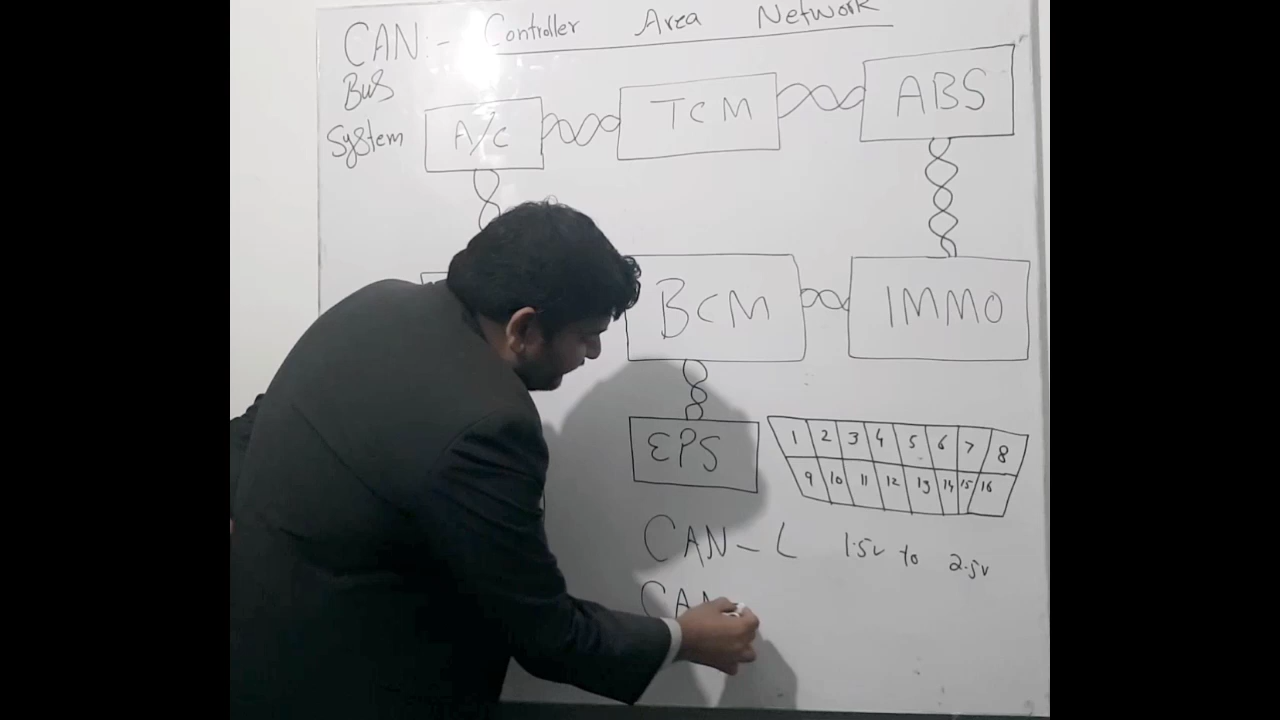 CAN:- Controller Area Network
Bus
System
A/C TCM ABS
BCM IMMO
EPS
1 2 3 4 5 6 7 8
9 10 11 12 13 14 15 16
CAN-L 1.5v to 2.5v
CAN